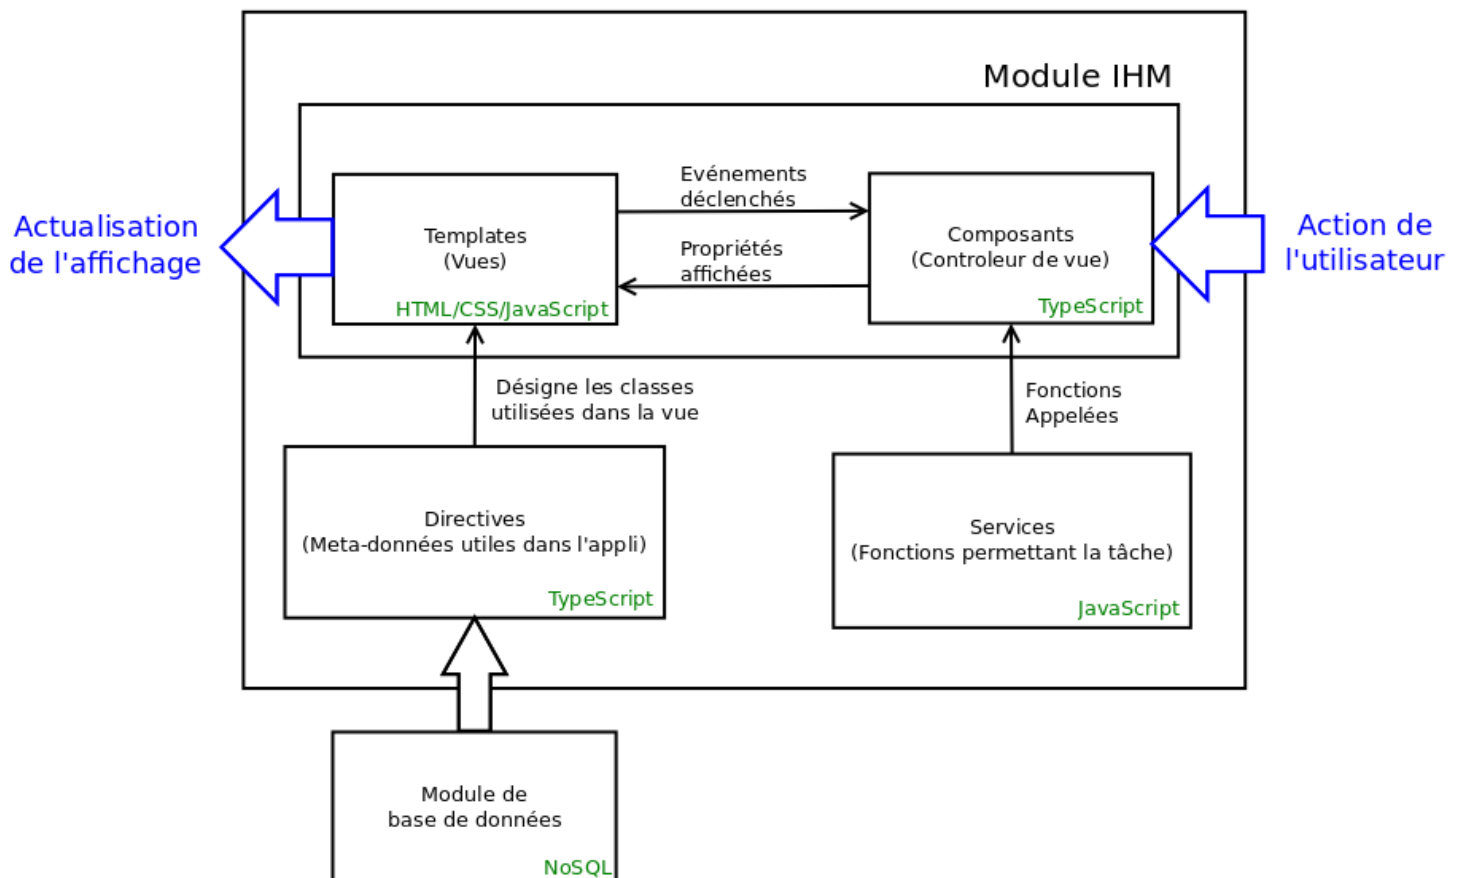 Module IHM
Evénements
déclenchés
Actualisation
de l'affichage
Templates
(Vues)
HTML/CSS/JavaScript
Propriétés
affichées
Composants
(Controleur de vue)
TypeScript
Action de
l'utilisateur
Désigne les classes
utilisées dans la vue
Fonctions
Appelées
Directives
(Meta-données utiles dans l'appli)
TypeScript
Services
(Fonctions permettant la tâche)
JavaScript
Module de
base de données
NoSQL